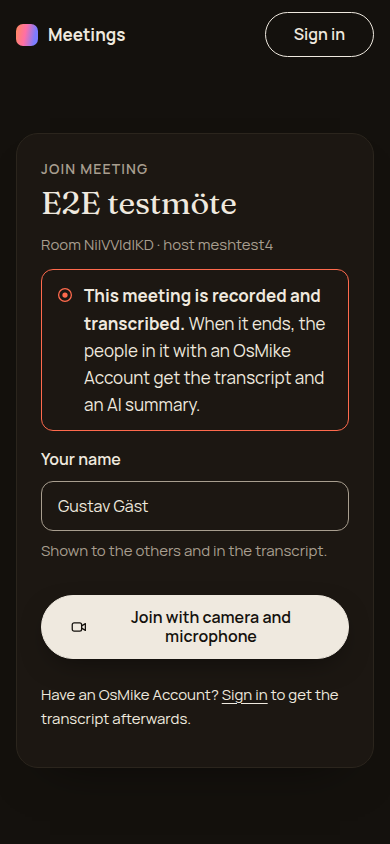 Meetings
Sign in
JOIN MEETING
E2E testmöte
Room NilVVldlKD · host meshtest4
This meeting is recorded and
transcribed. When it ends, the
people in it with an OsMike
Account get the transcript and
an AI summary.
Your name
Gustav Gäst
Shown to the others and in the transcript.
Join with camera and
microphone
Have an OsMike Account? Sign in to get the
transcript afterwards.